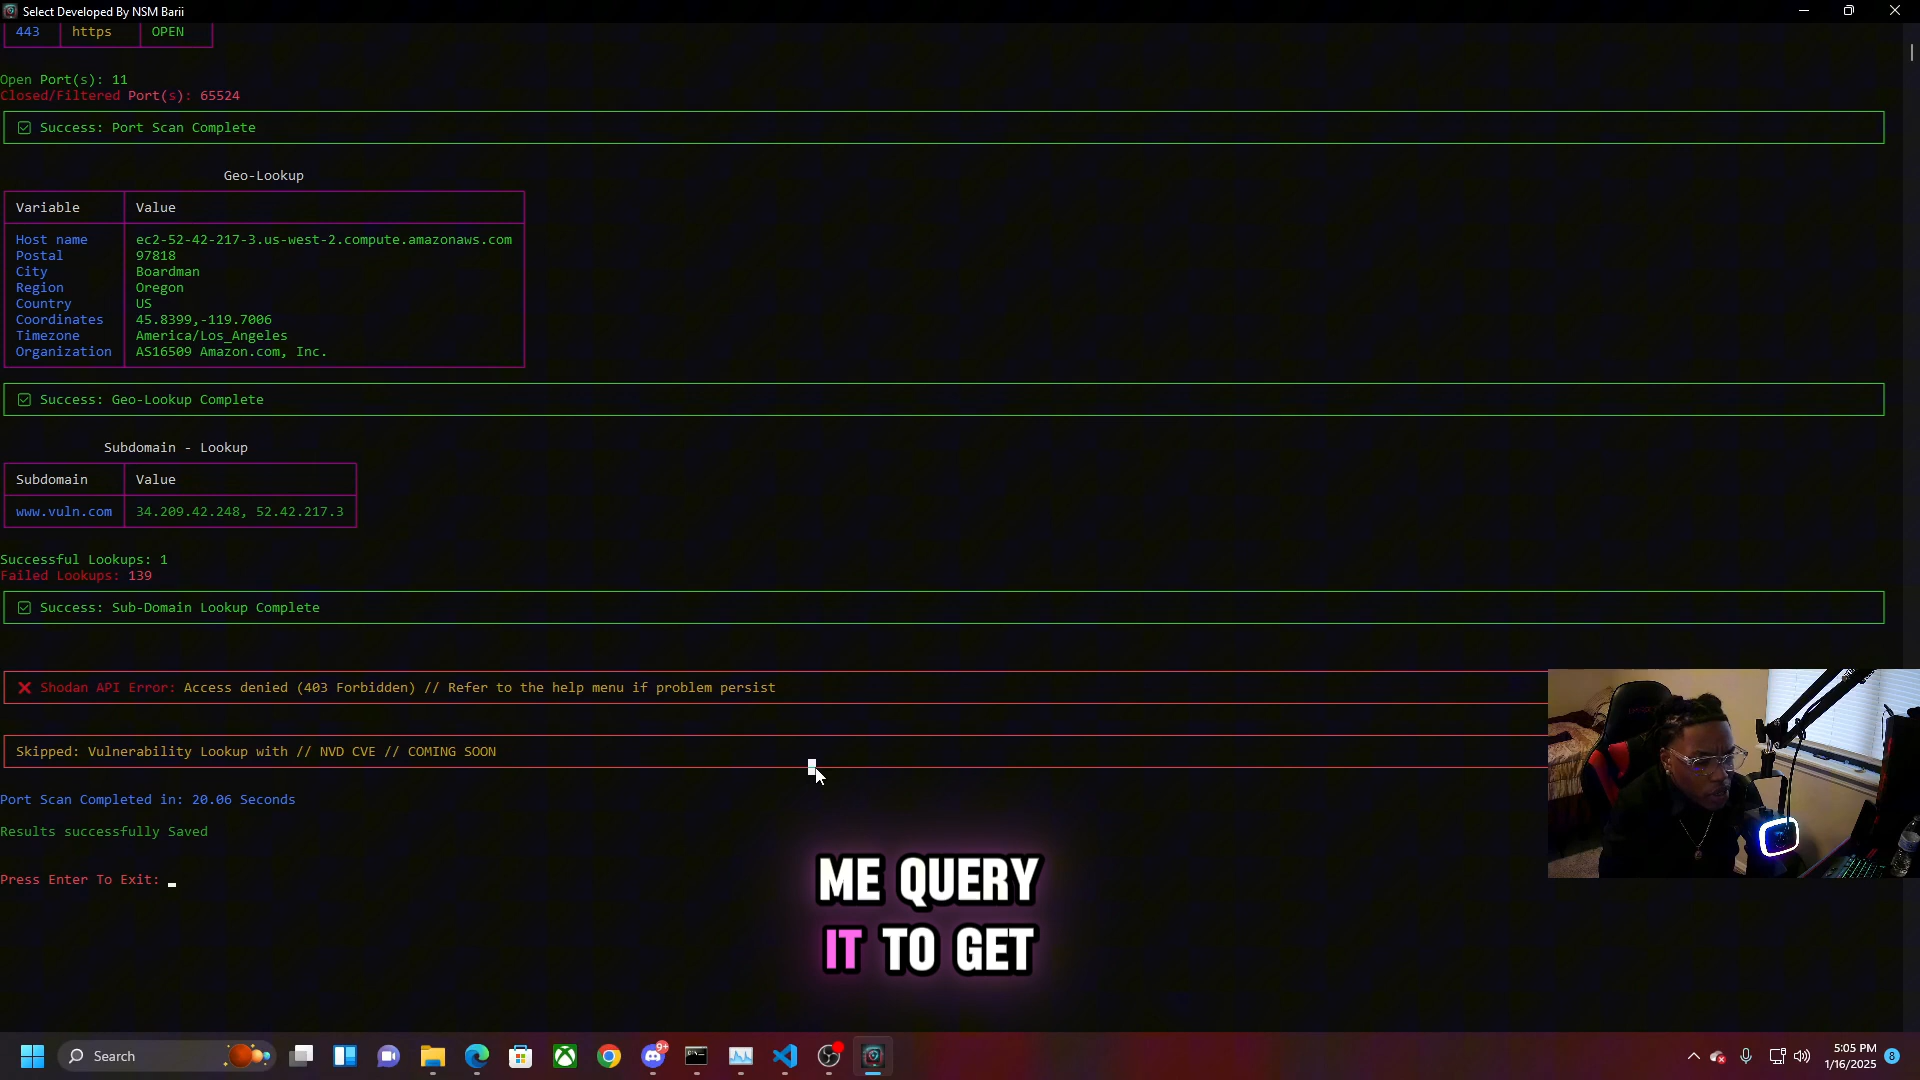 Select Developed By NSM Barii
443 https OPEN
Open Port(s): 11
Closed/Filtered Port(s): 65524
Success: Port Scan Complete
Geo-Lookup
Variable Value
Host name ec2-52-42-217-3.us-west-2.compute.amazonaws.com
Postal 97818
City Boardman
Region Oregon
Country US
Coordinates 45.8399,-119.7006
Timezone America/Los_Angeles
Organization AS16509 Amazon.com, Inc.
Success: Geo-Lookup Complete
Subdomain - Lookup
Subdomain Value
www.vuln.com 34.209.42.248, 52.42.217.3
Successful Lookups: 1
Failed Lookups: 139
Success: Sub-Domain Lookup Complete
Shodan API Error: Access denied (403 Forbidden) // Refer to the help menu if problem persist
Skipped: Vulnerability Lookup with // NVD CVE // COMING SOON
Port Scan Completed in: 20.06 Seconds
Results successfully Saved
Press Enter To Exit:
ME QUERY
IT TO GET
Search
9+
5:05 PM
1/16/2025
8